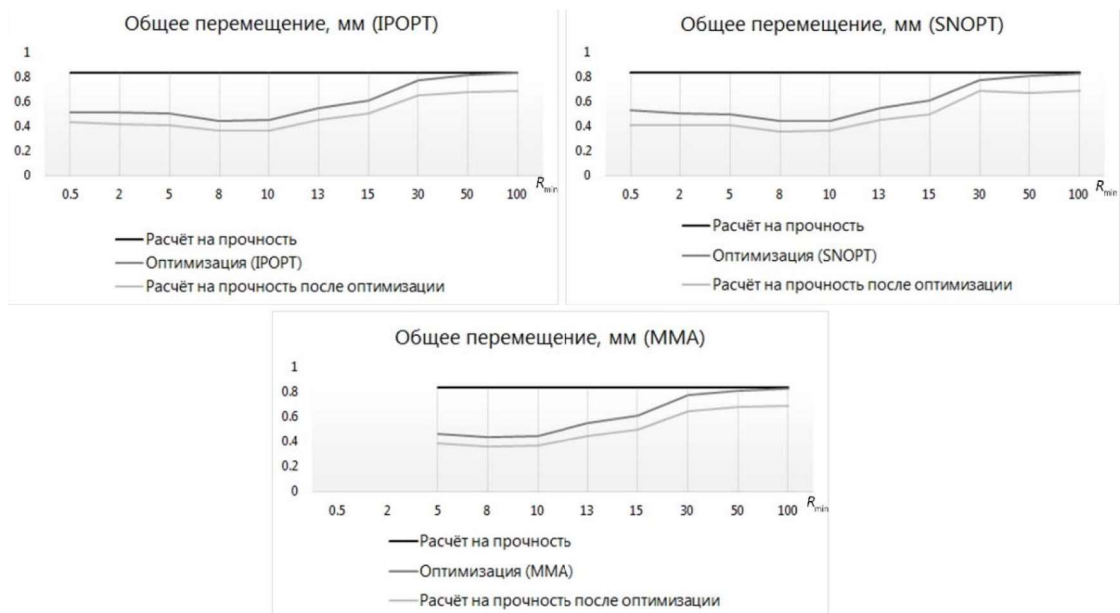 Общее перемещение, мм (IPOPT)
1
0.8
0.6
0.4
0.2
0
0.5 2 5 8 10 13 15 30 50 100 Rmin
Расчёт на прочность
Оптимизация (IPOPT)
Расчёт на прочность после оптимизации
Общее перемещение, мм (SNOPT)
1
0.8
0.6
0.4
0.2
0
0.5 2 5 8 10 13 15 30 50 100 Rmin
Расчёт на прочность
Оптимизация (SNOPT)
Расчёт на прочность после оптимизации
Общее перемещение, мм (MMA)
1
0.8
0.6
0.4
0.2
0
0.5 2 5 8 10 13 15 30 50 100 Rmin
Расчёт на прочность
Оптимизация (MMA)
Расчёт на прочность после оптимизации